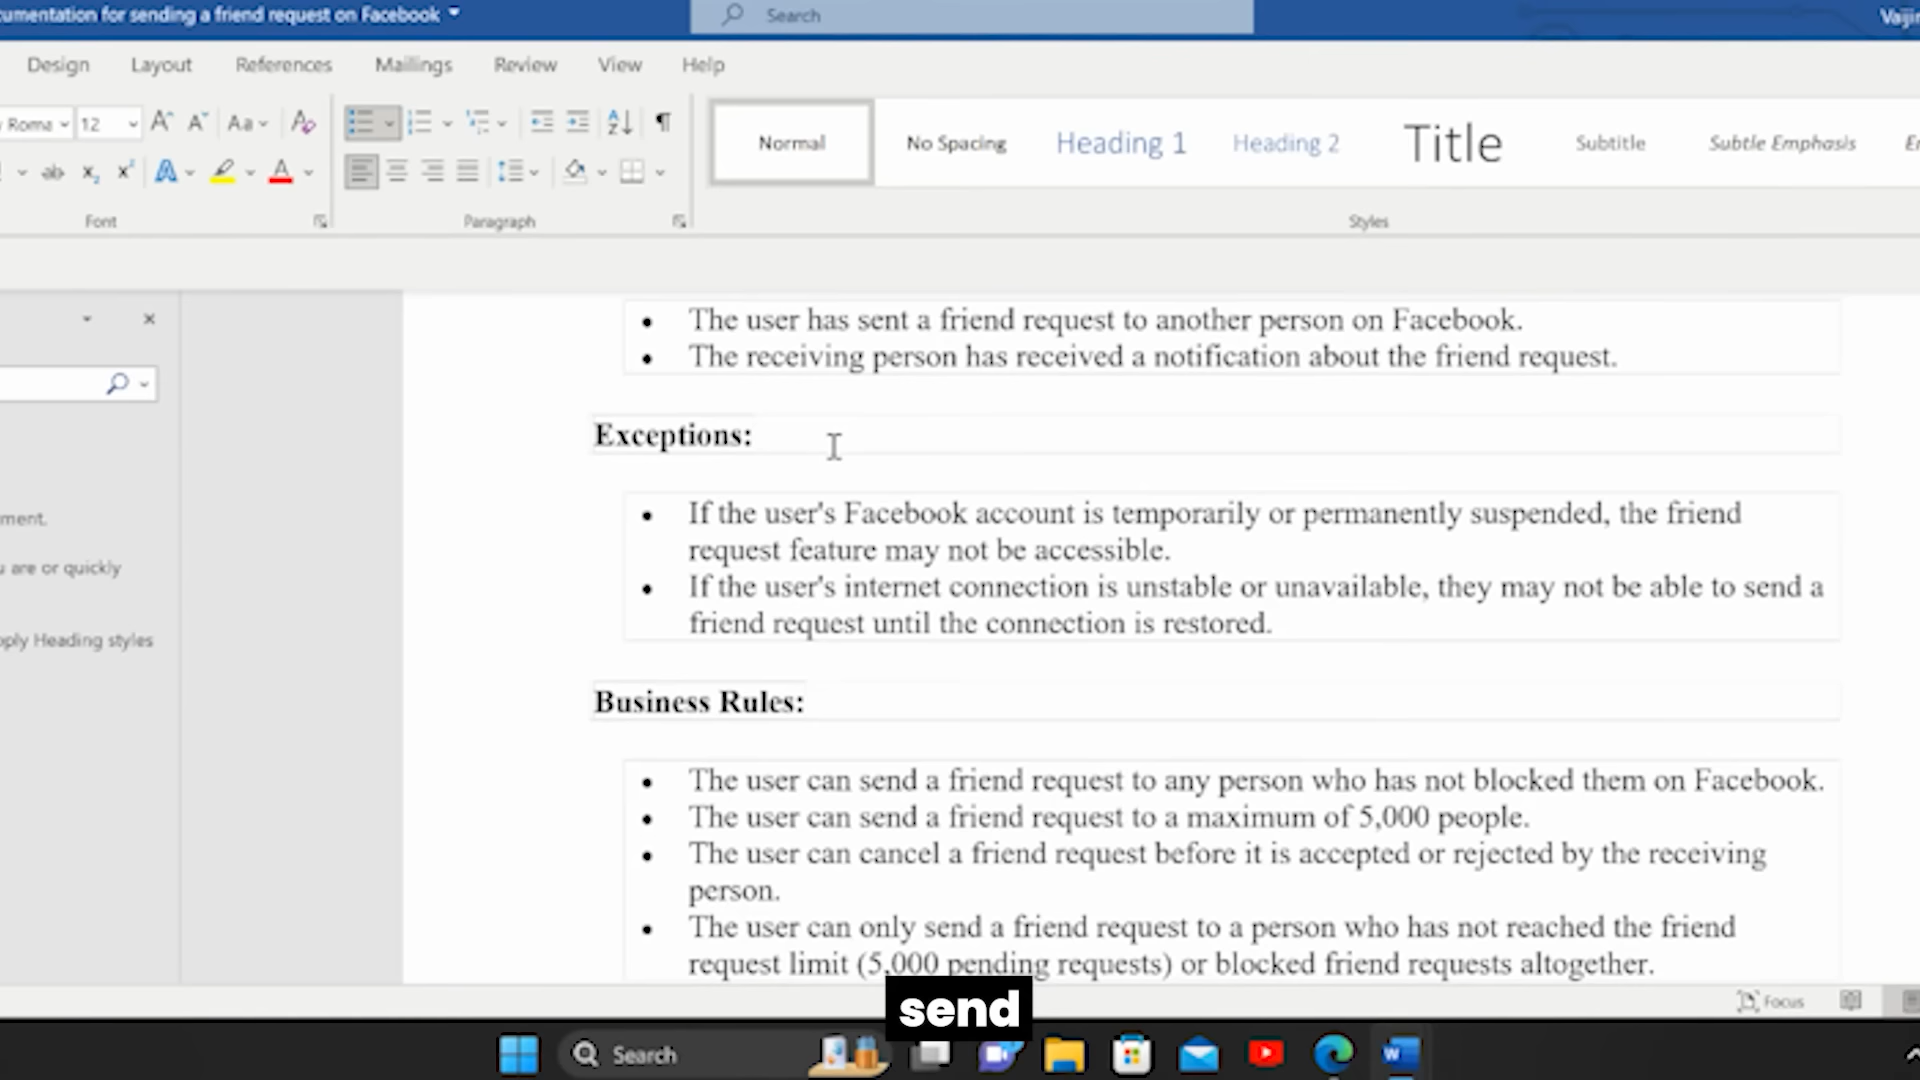 umentation for sending a friend request on Facebook
Search
Design Layout References Mailings Review View Help
Roma 12 Aa
Normal No Spacing Heading 1 Heading 2 Title Subtitle Subtle Emphasis
Font Paragraph Styles
• The user has sent a friend request to another person on Facebook.
• The receiving person has received a notification about the friend request.
Exceptions:
• If the user's Facebook account is temporarily or permanently suspended, the friend
request feature may not be accessible.
• If the user's internet connection is unstable or unavailable, they may not be able to send a
friend request until the connection is restored.
Business Rules:
• The user can send a friend request to any person who has not blocked them on Facebook.
• The user can send a friend request to a maximum of 5,000 people.
• The user can cancel a friend request before it is accepted or rejected by the receiving
person.
• The user can only send a friend request to a person who has not reached the friend
request limit (5,000 pending requests) or blocked friend requests altogether.
ment.
u are or quickly
pply Heading styles
Focus
send
Search